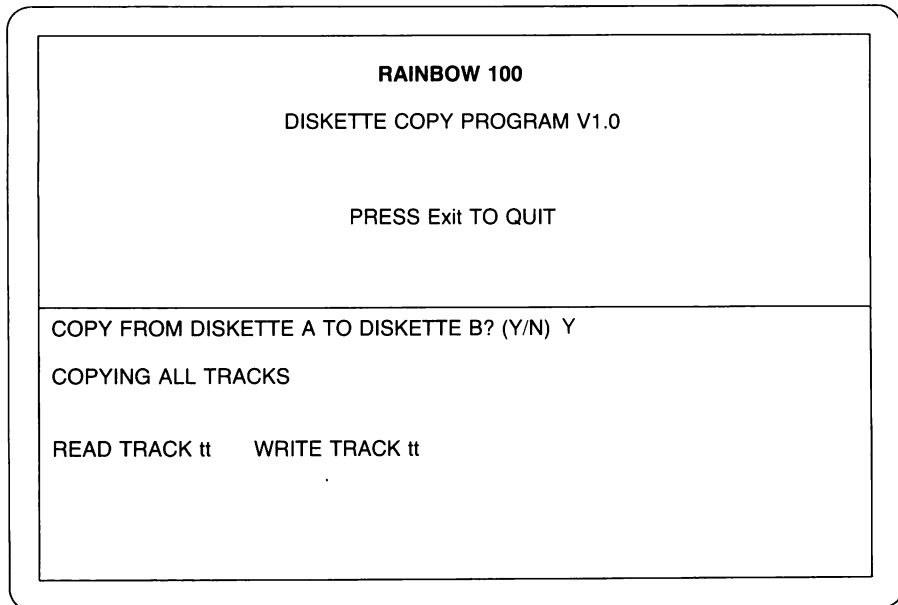 RAINBOW 100
DISKETTE COPY PROGRAM V1.0
PRESS Exit TO QUIT
COPY FROM DISKETTE A TO DISKETTE B? (Y/N) Y
COPYING ALL TRACKS
READ TRACK tt WRITE TRACK tt